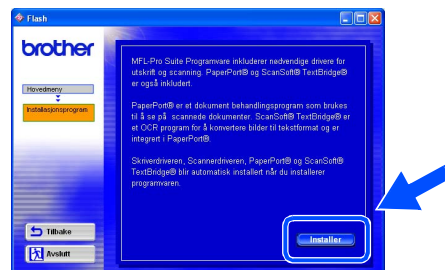 Flash
brother
Hovedmeny
Installasjonsprogram
MFL-Pro Suite Programvare inkluderer nødvendige drivere for
utskrift og scanning. PaperPort® og ScanSoft® TextBridge®
er også inkludert.
PaperPort® er et dokument behandlingsprogram som brukes
til å se på scannede dokumenter. ScanSoft® TextBridge® er
et OCR program for å konvertere bilder til tekstformat og er
integrert i PaperPort®.
Skriverdriveren, Scannerdriveren, PaperPort® og ScanSoft®
TextBridge® blir automatisk installert når du installerer
programvaren.
Tilbake
Avslutt
Installer